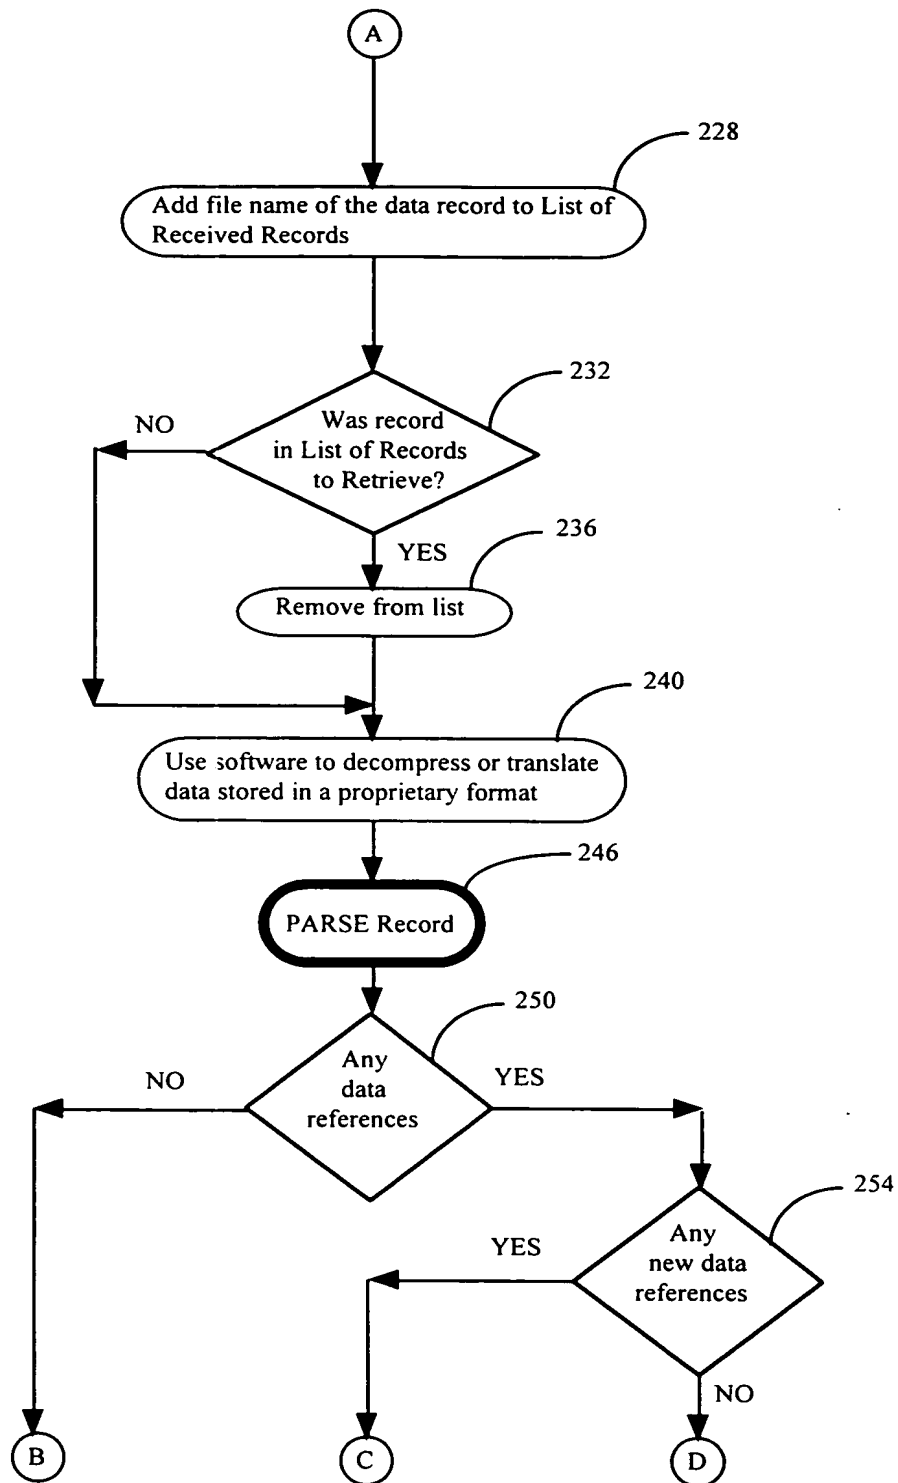 A
228
Add file name of the data record to List of
Received Records
232
Was record
in List of Records
to Retrieve?
NO
YES
236
Remove from list
240
Use software to decompress or translate
data stored in a proprietary format
246
PARSE Record
250
Any
data
references
NO
YES
254
Any
new data
references
YES
NO
B
C
D